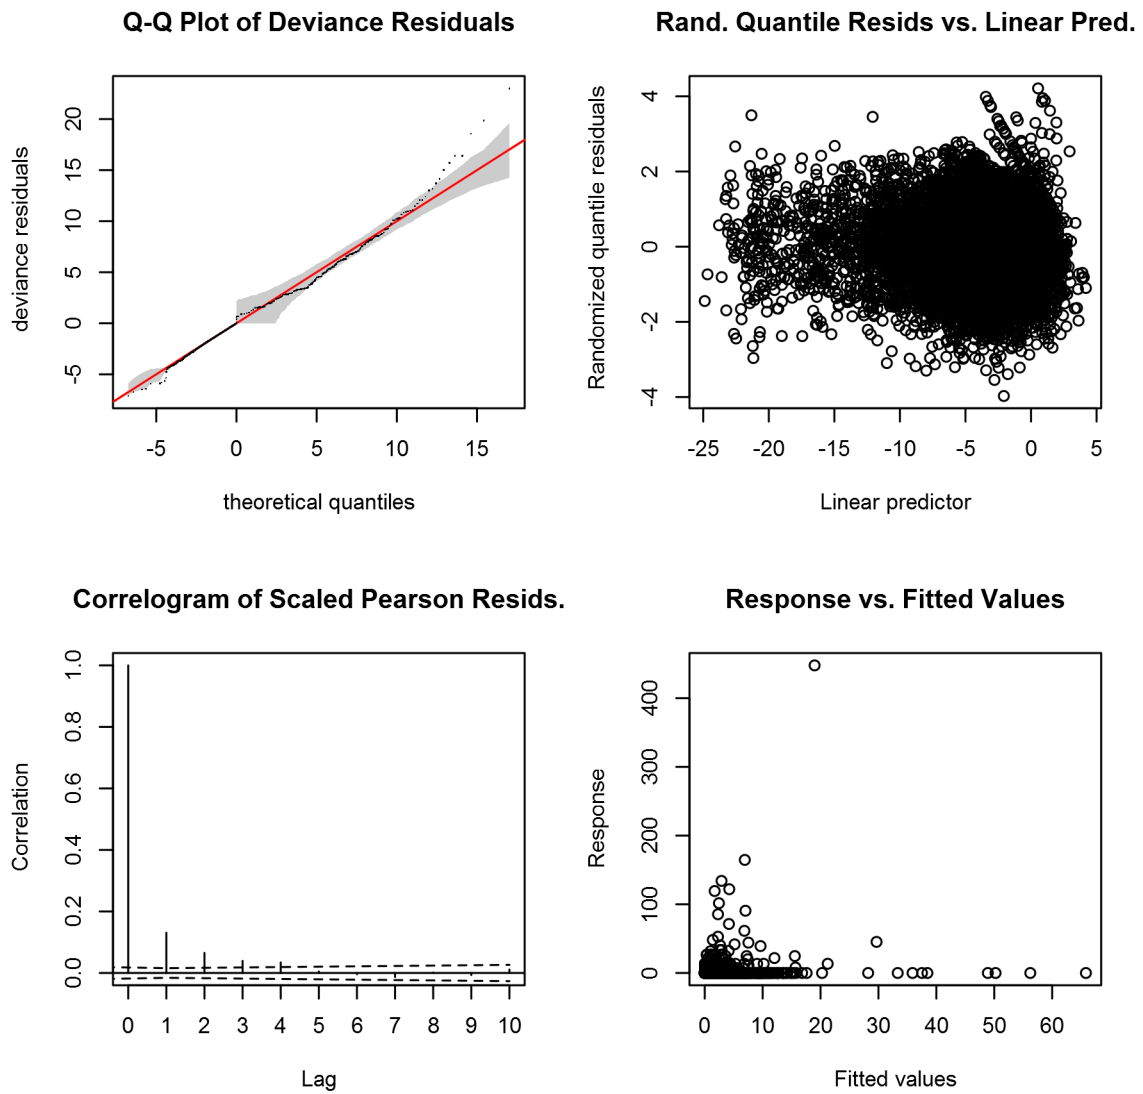 Q-Q Plot of Deviance Residuals
deviance residuals
20
15
10
5
0
-5
-5 0 5 10 15
theoretical quantiles
Rand. Quantile Resids vs. Linear Pred.
Randomized quantile residuals
4
2
0
-2
-4
-25 -20 -15 -10 -5 0 5
Linear predictor
Correlogram of Scaled Pearson Resids.
Correlation
1.0
0.8
0.6
0.4
0.2
0.0
0 1 2 3 4 5 6 7 8 9 10
Lag
Response vs. Fitted Values
Response
400
300
200
100
0
0 10 20 30 40 50 60
Fitted values